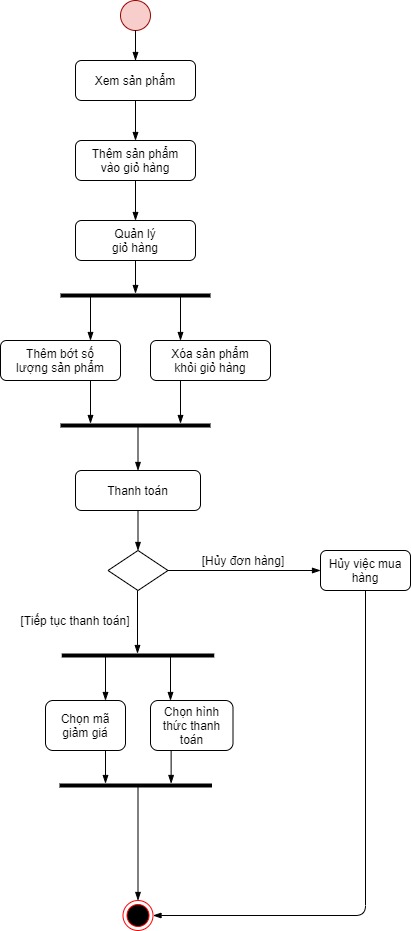 Xem sản phẩm
Thêm sản phẩm
vào giỏ hàng
Quản lý
giỏ hàng
Thêm bớt số
lượng sản phẩm
Xóa sản phẩm
khỏi giỏ hàng
Thanh toán
[Hủy đơn hàng]
Hủy việc mua
hàng
[Tiếp tục thanh toán]
Chọn mã
giảm giá
Chọn hình
thức thanh
toán